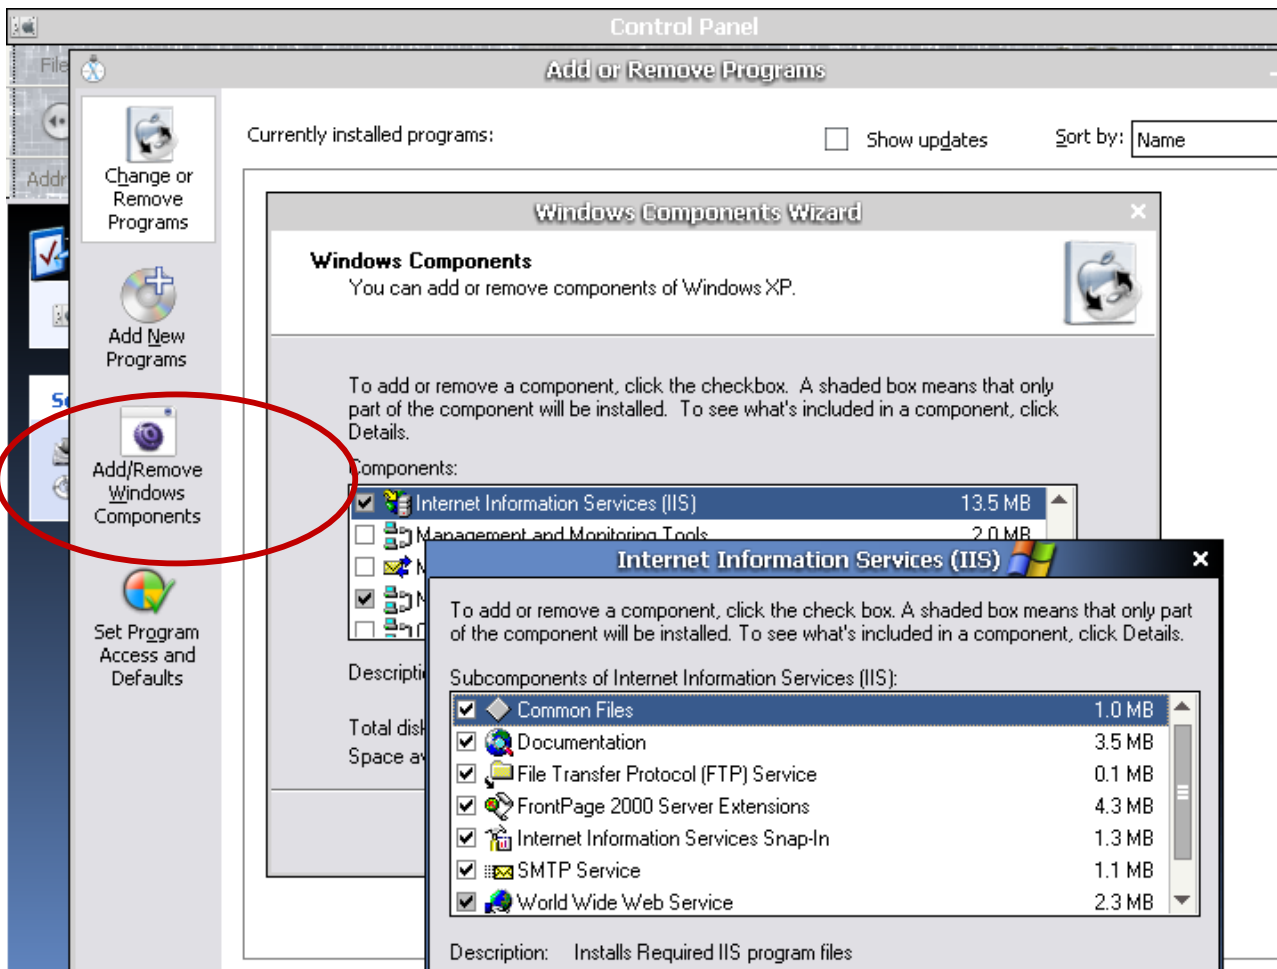 Control Panel
File
Add or Remove Programs
Currently installed programs:
Show updates
Sort by:
Name
Addr
Change or
Remove
Programs
Windows Components Wizard
Windows Components
You can add or remove components of Windows XP.
Add New
Programs
To add or remove a component, click the checkbox. A shaded box means that only
part of the component will be installed. To see what's included in a component, click
Details.
Components:
Add/Remove
Windows
Components
Internet Information Services (IIS) 13.5 MB
Management and Monitoring Tools 2.0 MB
Internet Information Services (IIS)
Set Program
Access and
Defaults
To add or remove a component, click the check box. A shaded box means that only part
of the component will be installed. To see what's included in a component, click Details.
Descripti
Subcomponents of Internet Information Services (IIS):
Common Files 1.0 MB
Total disk
Documentation 3.5 MB
Space av
File Transfer Protocol (FTP) Service 0.1 MB
FrontPage 2000 Server Extensions 4.3 MB
Internet Information Services Snap-In 1.3 MB
SMTP Service 1.1 MB
World Wide Web Service 2.3 MB
Description: Installs Required IIS program files